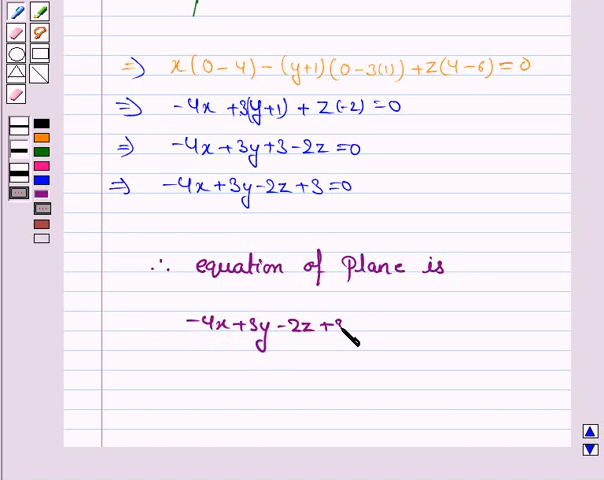 ⇒ x(0-4) - (y+1)(0-3(1)) + z(4-6) = 0
⇒ -4x + 3(y+1) + z(-2) = 0
⇒ -4x + 3y + 3 - 2z = 0
⇒ -4x + 3y - 2z + 3 = 0
∴ equation of plane is
-4x + 3y - 2z + 3